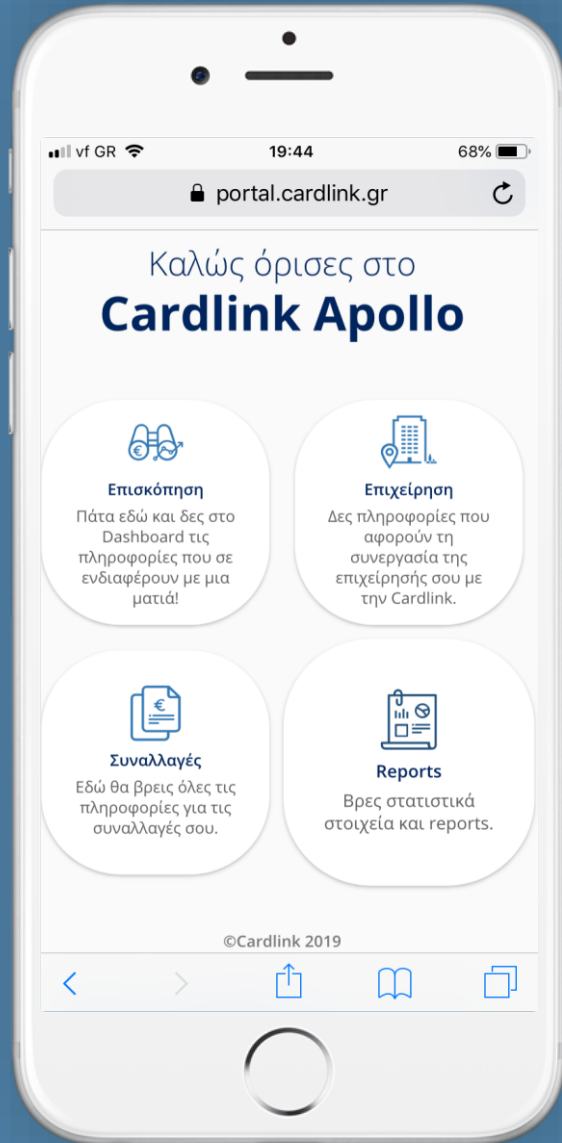 vf GR 19:44 68%
portal.cardlink.gr
Καλώς όρισες στο
Cardlink Apollo
Επισκόπηση
Πάτα εδώ και δες στο
Dashboard τις
πληροφορίες που σε
ενδιαφέρουν με μια
ματιά!
Επιχείρηση
Δες πληροφορίες που
αφορούν τη
συνεργασία της
επιχείρησής σου με
την Cardlink.
Συναλλαγές
Εδώ θα βρεις όλες τις
πληροφορίες για τις
συναλλαγές σου.
Reports
Βρες στατιστικά
στοιχεία και reports.
©Cardlink 2019